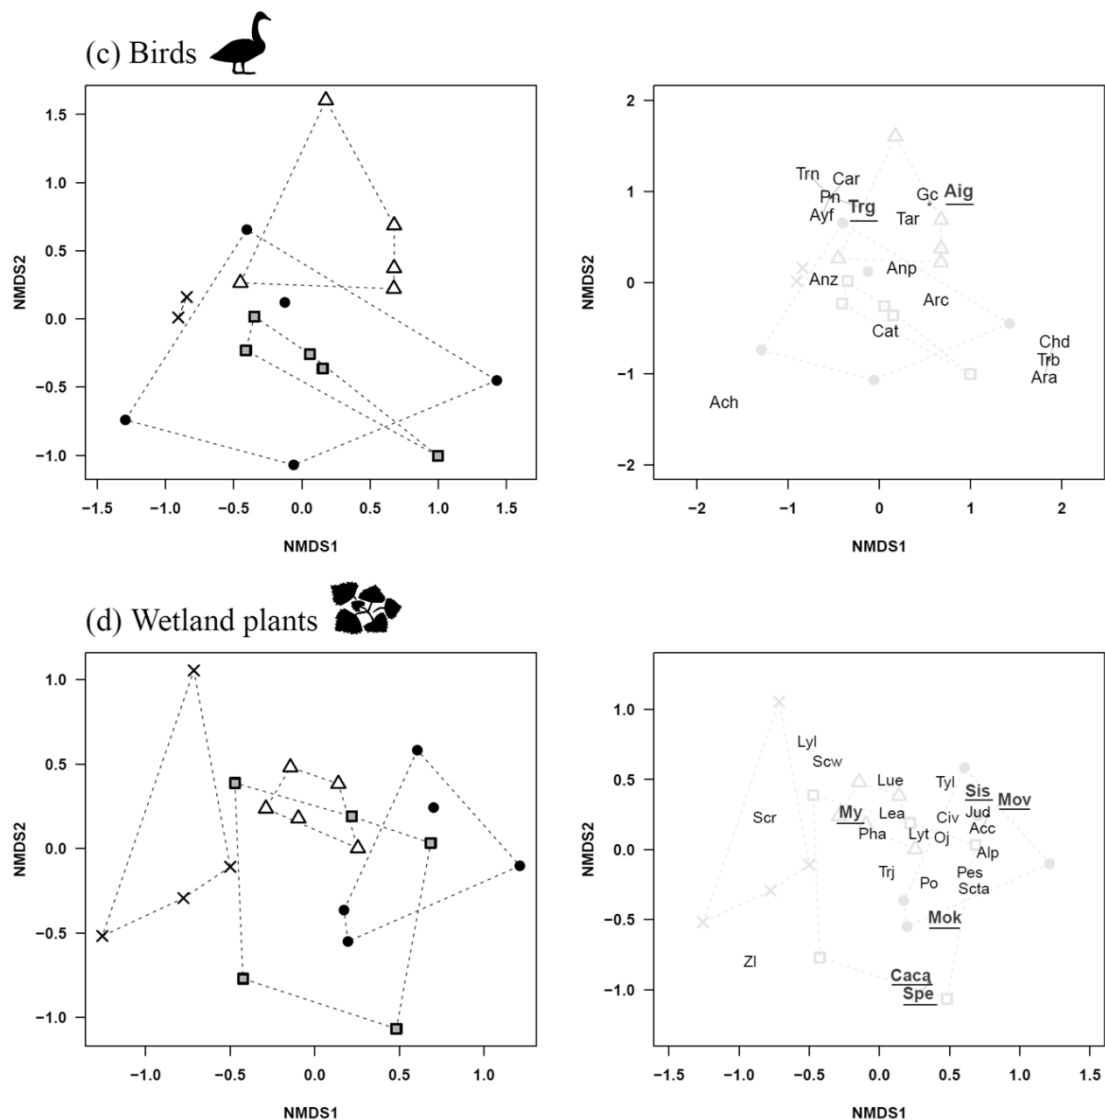 (c) Birds
1.5
1.0
0.5
0.0
−0.5
−1.0
NMDS2
−1.5 −1.0 −0.5 0.0 0.5 1.0 1.5
NMDS1
2
1
0
−1
−2
NMDS2
Trn Car
Pn
Ayf
Trg
Gc Aig
Tar
Anz
Anp
Arc
Cat
Chd
Trb
Ara
Ach
−2 −1 0 1 2
NMDS1
(d) Wetland plants
1.0
0.5
0.0
−0.5
−1.0
NMDS2
−1.0 −0.5 0.0 0.5 1.0
NMDS1
1.0
0.5
0.0
−0.5
−1.0
NMDS2
Lyl
Scw
Lue Tyl
Sis Mov
Scr My Lea Civ Jud
Pha Lyt Oj Acc
Alp
Trj Po Pes
Scta
Mok
Zl
Caca
Spe
−1.5 −1.0 −0.5 0.0 0.5 1.0 1.5
NMDS1